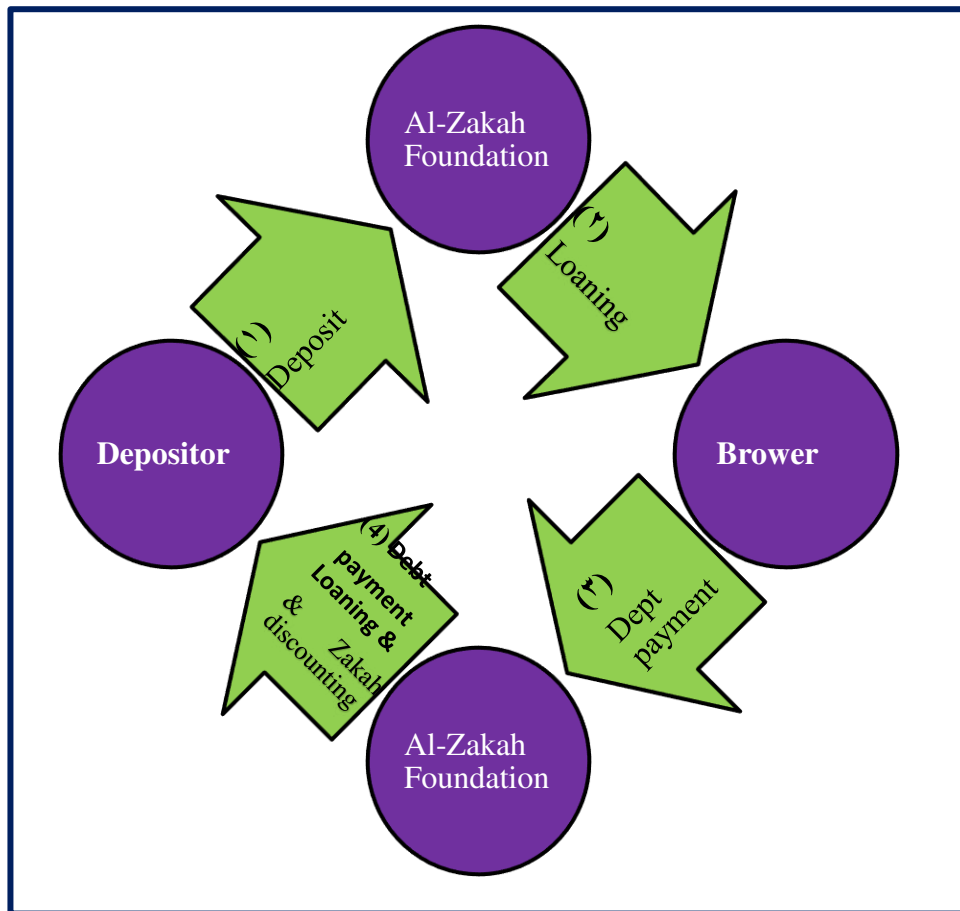 Al-Zakah
Foundation
(١)
Deposit
(٢)
Loaning
Depositor
Brower
(4) Debt
payment
Loaning &
& Zakah
discounting
(٣)
Dept
payment
Al-Zakah
Foundation